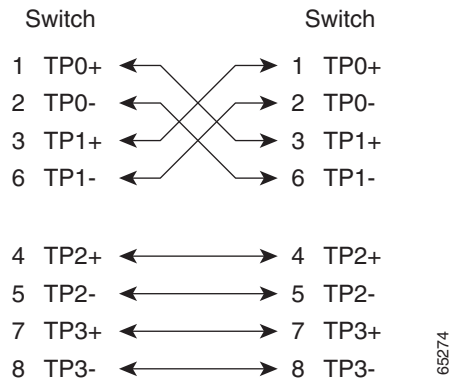 Switch Switch
1 TP0+ 1 TP0+
2 TP0- 2 TP0-
3 TP1+ 3 TP1+
6 TP1- 6 TP1-
4 TP2+ 4 TP2+
5 TP2- 5 TP2-
7 TP3+ 7 TP3+
8 TP3- 8 TP3-
65274